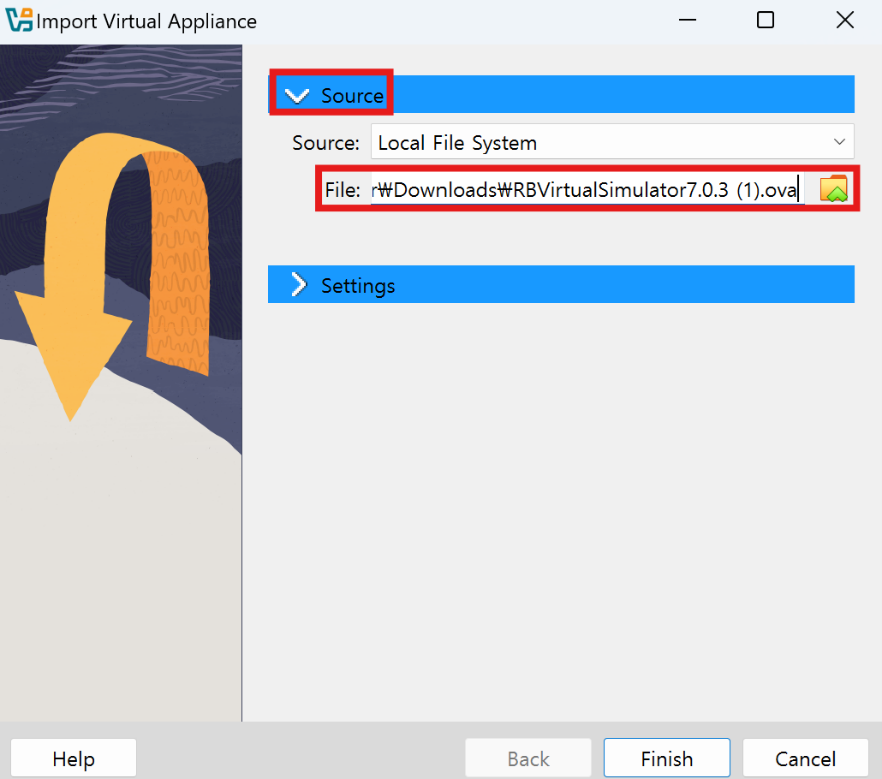 Import Virtual Appliance
Source
Source: Local File System
File: r₩Downloads₩RBVirtualSimulator7.0.3 (1).ova
Settings
Help Back Finish Cancel